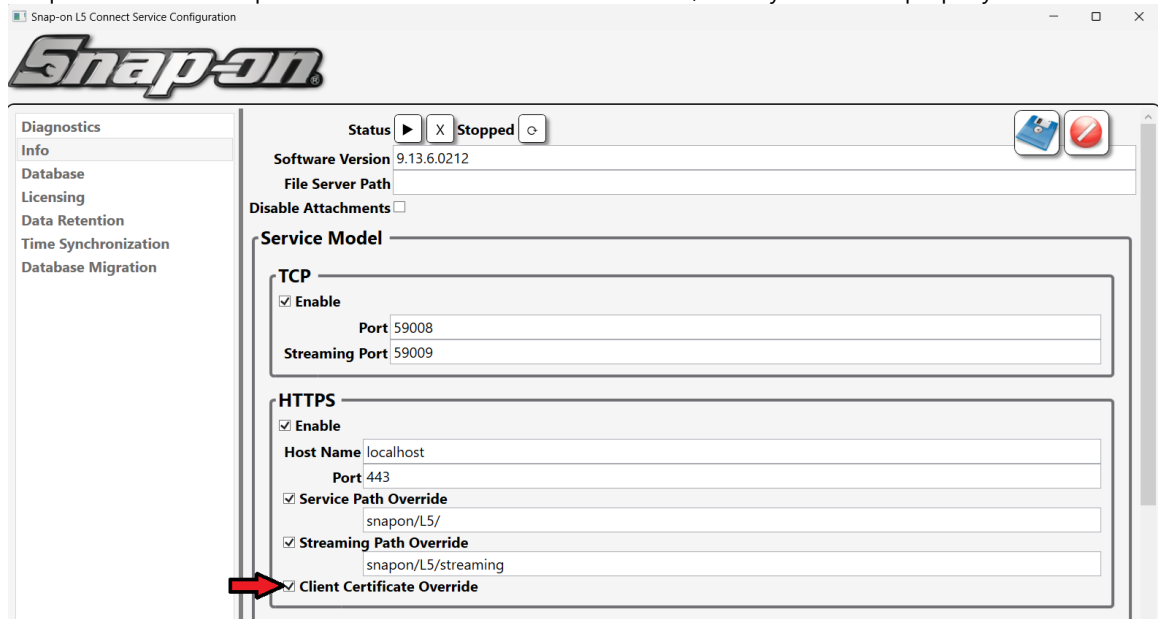 Snap-on L5 Connect Service Configuration
Snap-on®
Diagnostics
Info
Database
Licensing
Data Retention
Time Synchronization
Database Migration
Status X Stopped
Software Version 9.13.6.0212
File Server Path
Disable Attachments
Service Model
TCP
Enable
Port 59008
Streaming Port 59009
HTTPS
Enable
Host Name localhost
Port 443
Service Path Override
snapon/L5/
Streaming Path Override
snapon/L5/streaming
Client Certificate Override